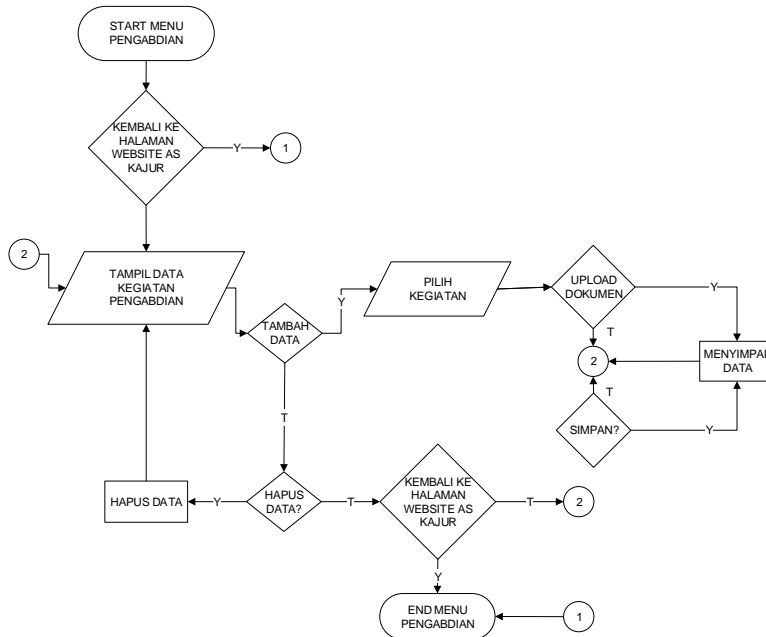 START MENU
PENGABDIAN
KEMBALI KE
HALAMAN
WEBSITE AS
KAJUR
Y
1
2
TAMPIL DATA
KEGIATAN
PENGABDIAN
TAMBAH
DATA
Y
PILIH
KEGIATAN
UPLOAD
DOKUMEN
Y
T
2
MENYIMPAN
DATA
T
SIMPAN?
Y
T
HAPUS DATA
Y
HAPUS
DATA?
T
KEMBALI KE
HALAMAN
WEBSITE AS
KAJUR
T
2
Y
END MENU
PENGABDIAN
1